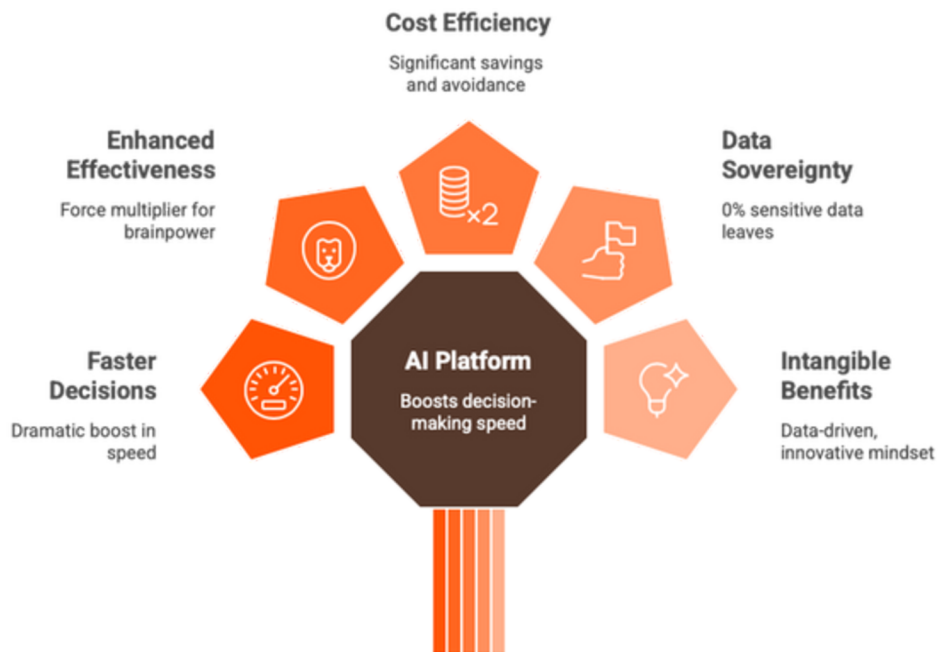 Cost Efficiency
Significant savings
and avoidance
Enhanced
Effectiveness
Force multiplier for
brainpower
Data
Sovereignty
0% sensitive data
leaves
×2
Faster
Decisions
Dramatic boost in
speed
AI Platform
Boosts decision-
making speed
Intangible
Benefits
Data-driven,
innovative mindset